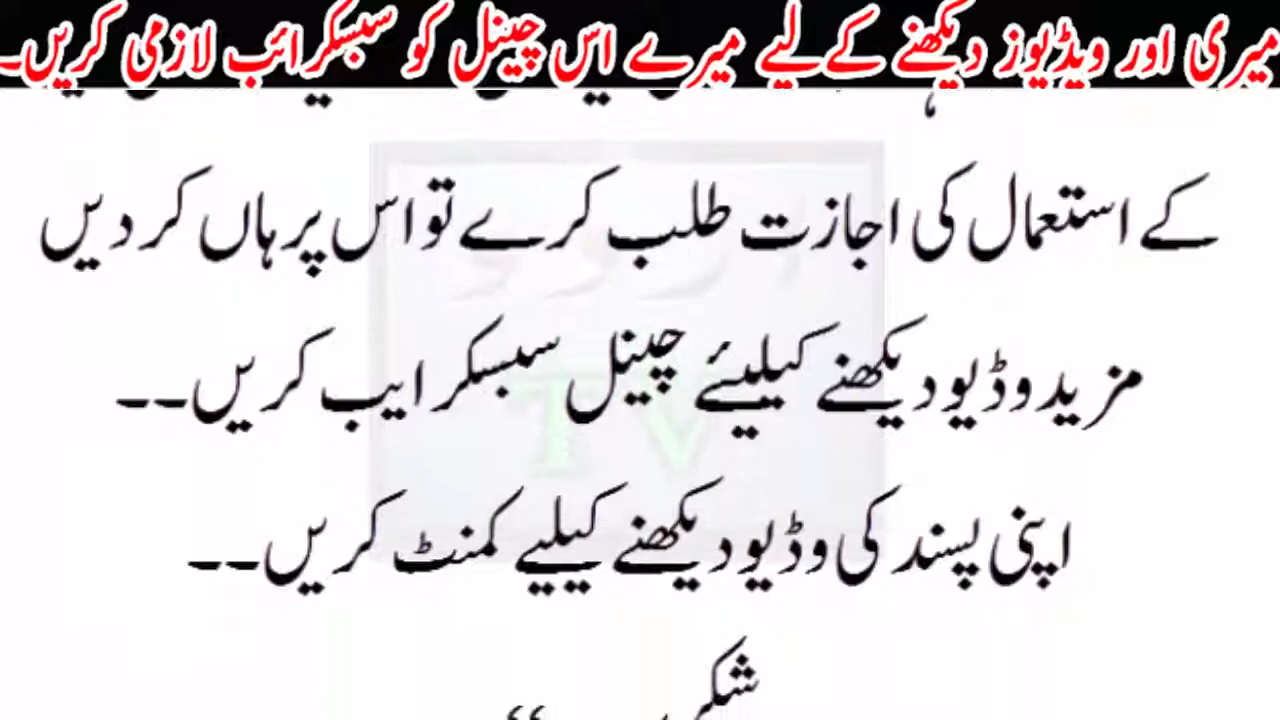 میری اور ویڈیوز دیکھنے کے لیے میرے اس چینل کو سبسکرائب لازمی کریں۔
کے استعمال کی اجازت طلب کرے تو اس پر ہاں کر دیں
مزید وڈیو دیکھنے کیلیئے چینل سبسکرایب کریں۔۔
اپنی پسند کی وڈیو دیکھنے کیلیے کمنٹ کریں۔۔
TV